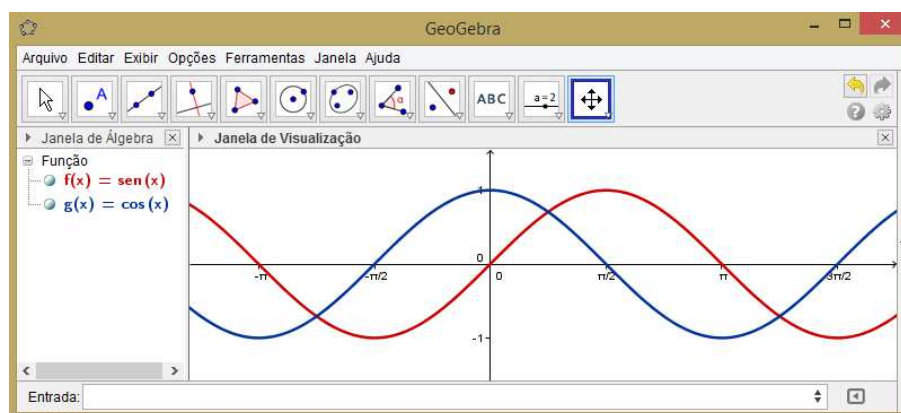 GeoGebra
Arquivo Editar Exibir Opções Ferramentas Janela Ajuda
A
α
ABC
a=2
Janela de Álgebra
Janela de Visualização
Função
f(x) = sen (x)
g(x) = cos (x)
1
0
-π
-π/2
0
π/2
π
3π/2
-1
Entrada: